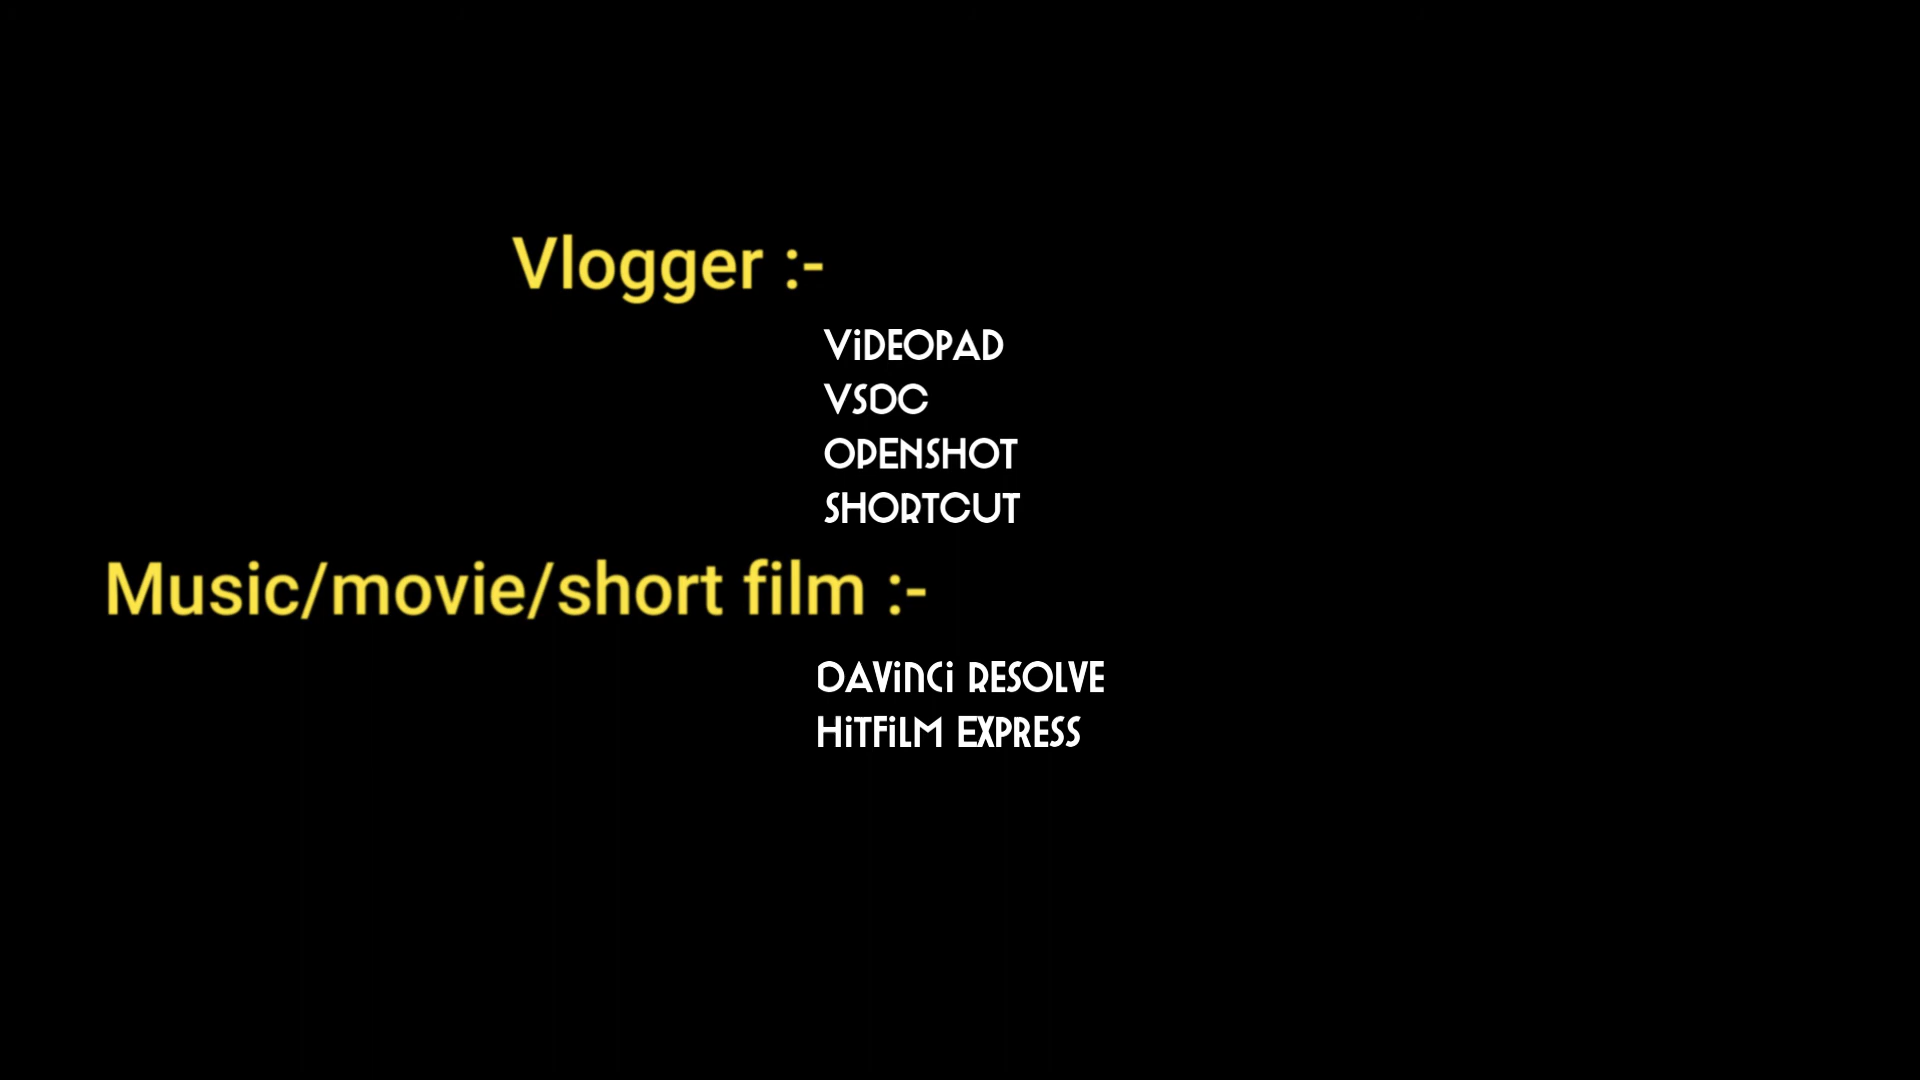 Vlogger :-
ViDEOPAD
VSDC
OPENSHOT
SHORTCUT
Music/movie/short film :-
DAViNCi RESOLVE
HiTFiLM EXPRESS